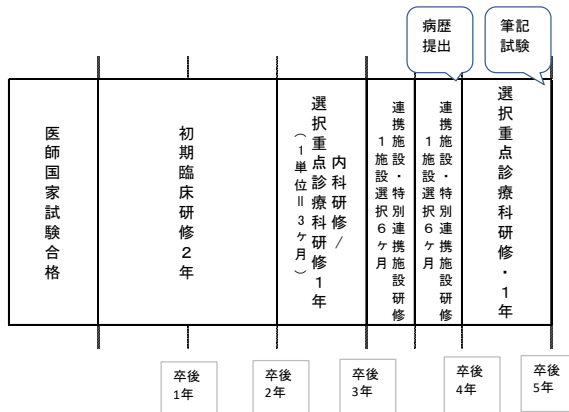 病歴
提出
筆記
試験
医師国家試験合格
初期臨床研修2年
内科研修/
選択重点診療科研修1年
（1単位=3ヶ月）
連携施設・特別連携施設研修
1施設選択6ヶ月
連携施設・特別連携施設研修
1施設選択6ヶ月
選択重点診療科研修・1年
卒後
1年
卒後
2年
卒後
3年
卒後
4年
卒後
5年